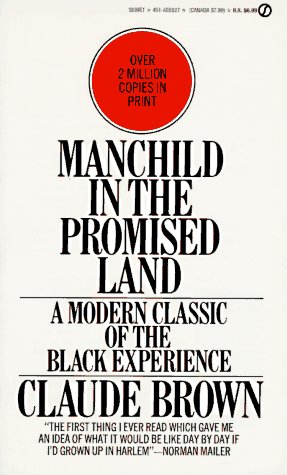 SIGNET • 451-AE5827 • (CANADA $7.99) • U.S. $6.99
OVER
2 MILLION
COPIES IN
PRINT
MANCHILD
IN THE
PROMISED
LAND
A MODERN CLASSIC
OF THE
BLACK EXPERIENCE
CLAUDE BROWN
"THE FIRST THING I EVER READ WHICH GAVE ME
AN IDEA OF WHAT IT WOULD BE LIKE DAY BY DAY IF
I'D GROWN UP IN HARLEM"—NORMAN MAILER